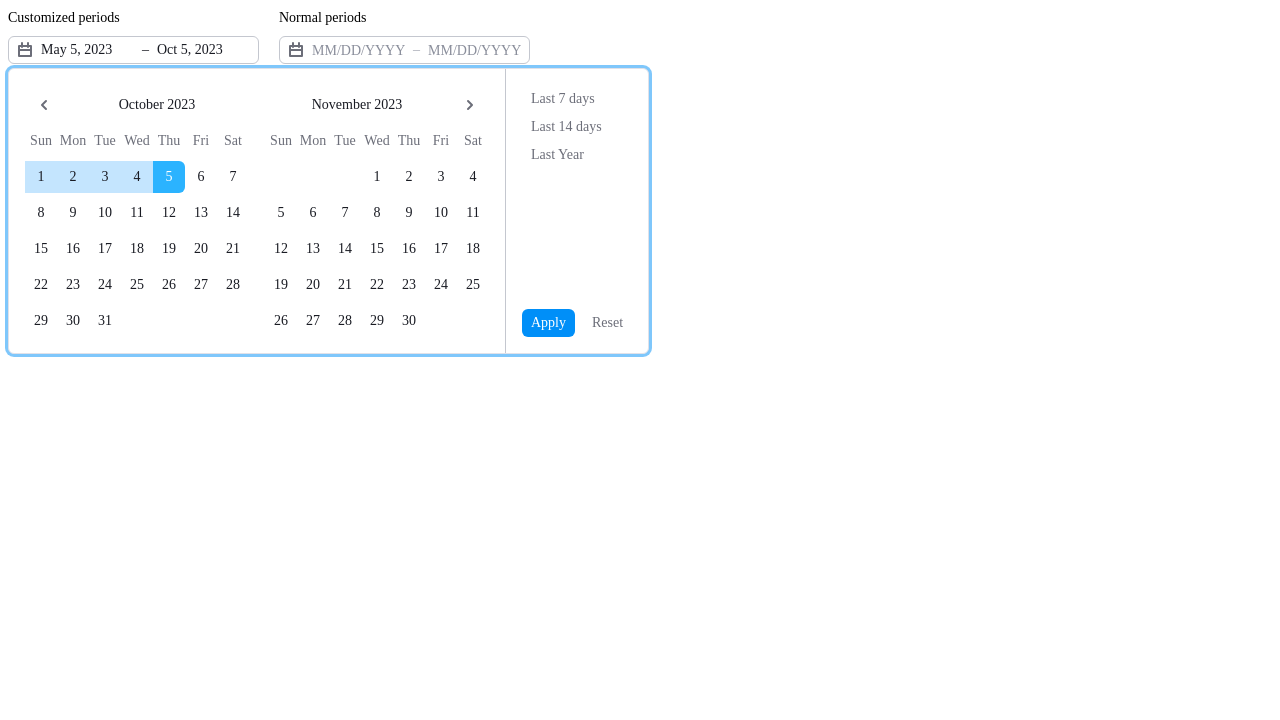 Customized periods
Normal periods
May 5, 2023 – Oct 5, 2023
MM/DD/YYYY – MM/DD/YYYY
October 2023
Sun Mon Tue Wed Thu Fri Sat
1 2 3 4 5 6 7
8 9 10 11 12 13 14
15 16 17 18 19 20 21
22 23 24 25 26 27 28
29 30 31
November 2023
Sun Mon Tue Wed Thu Fri Sat
1 2 3 4
5 6 7 8 9 10 11
12 13 14 15 16 17 18
19 20 21 22 23 24 25
26 27 28 29 30
Last 7 days
Last 14 days
Last Year
Apply Reset